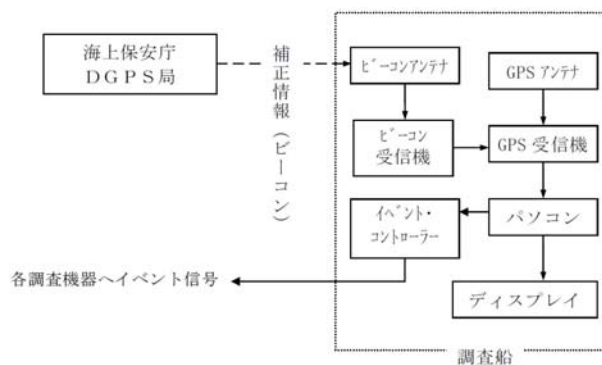 海上保安庁
DGPS局
補正情報(ビーコン)
ビーコンアンテナ
GPS アンテナ
ビーコン
受信機
GPS 受信機
イベント・
コントローラー
パソコン
各調査機器へイベント信号
ディスプレイ
調査船